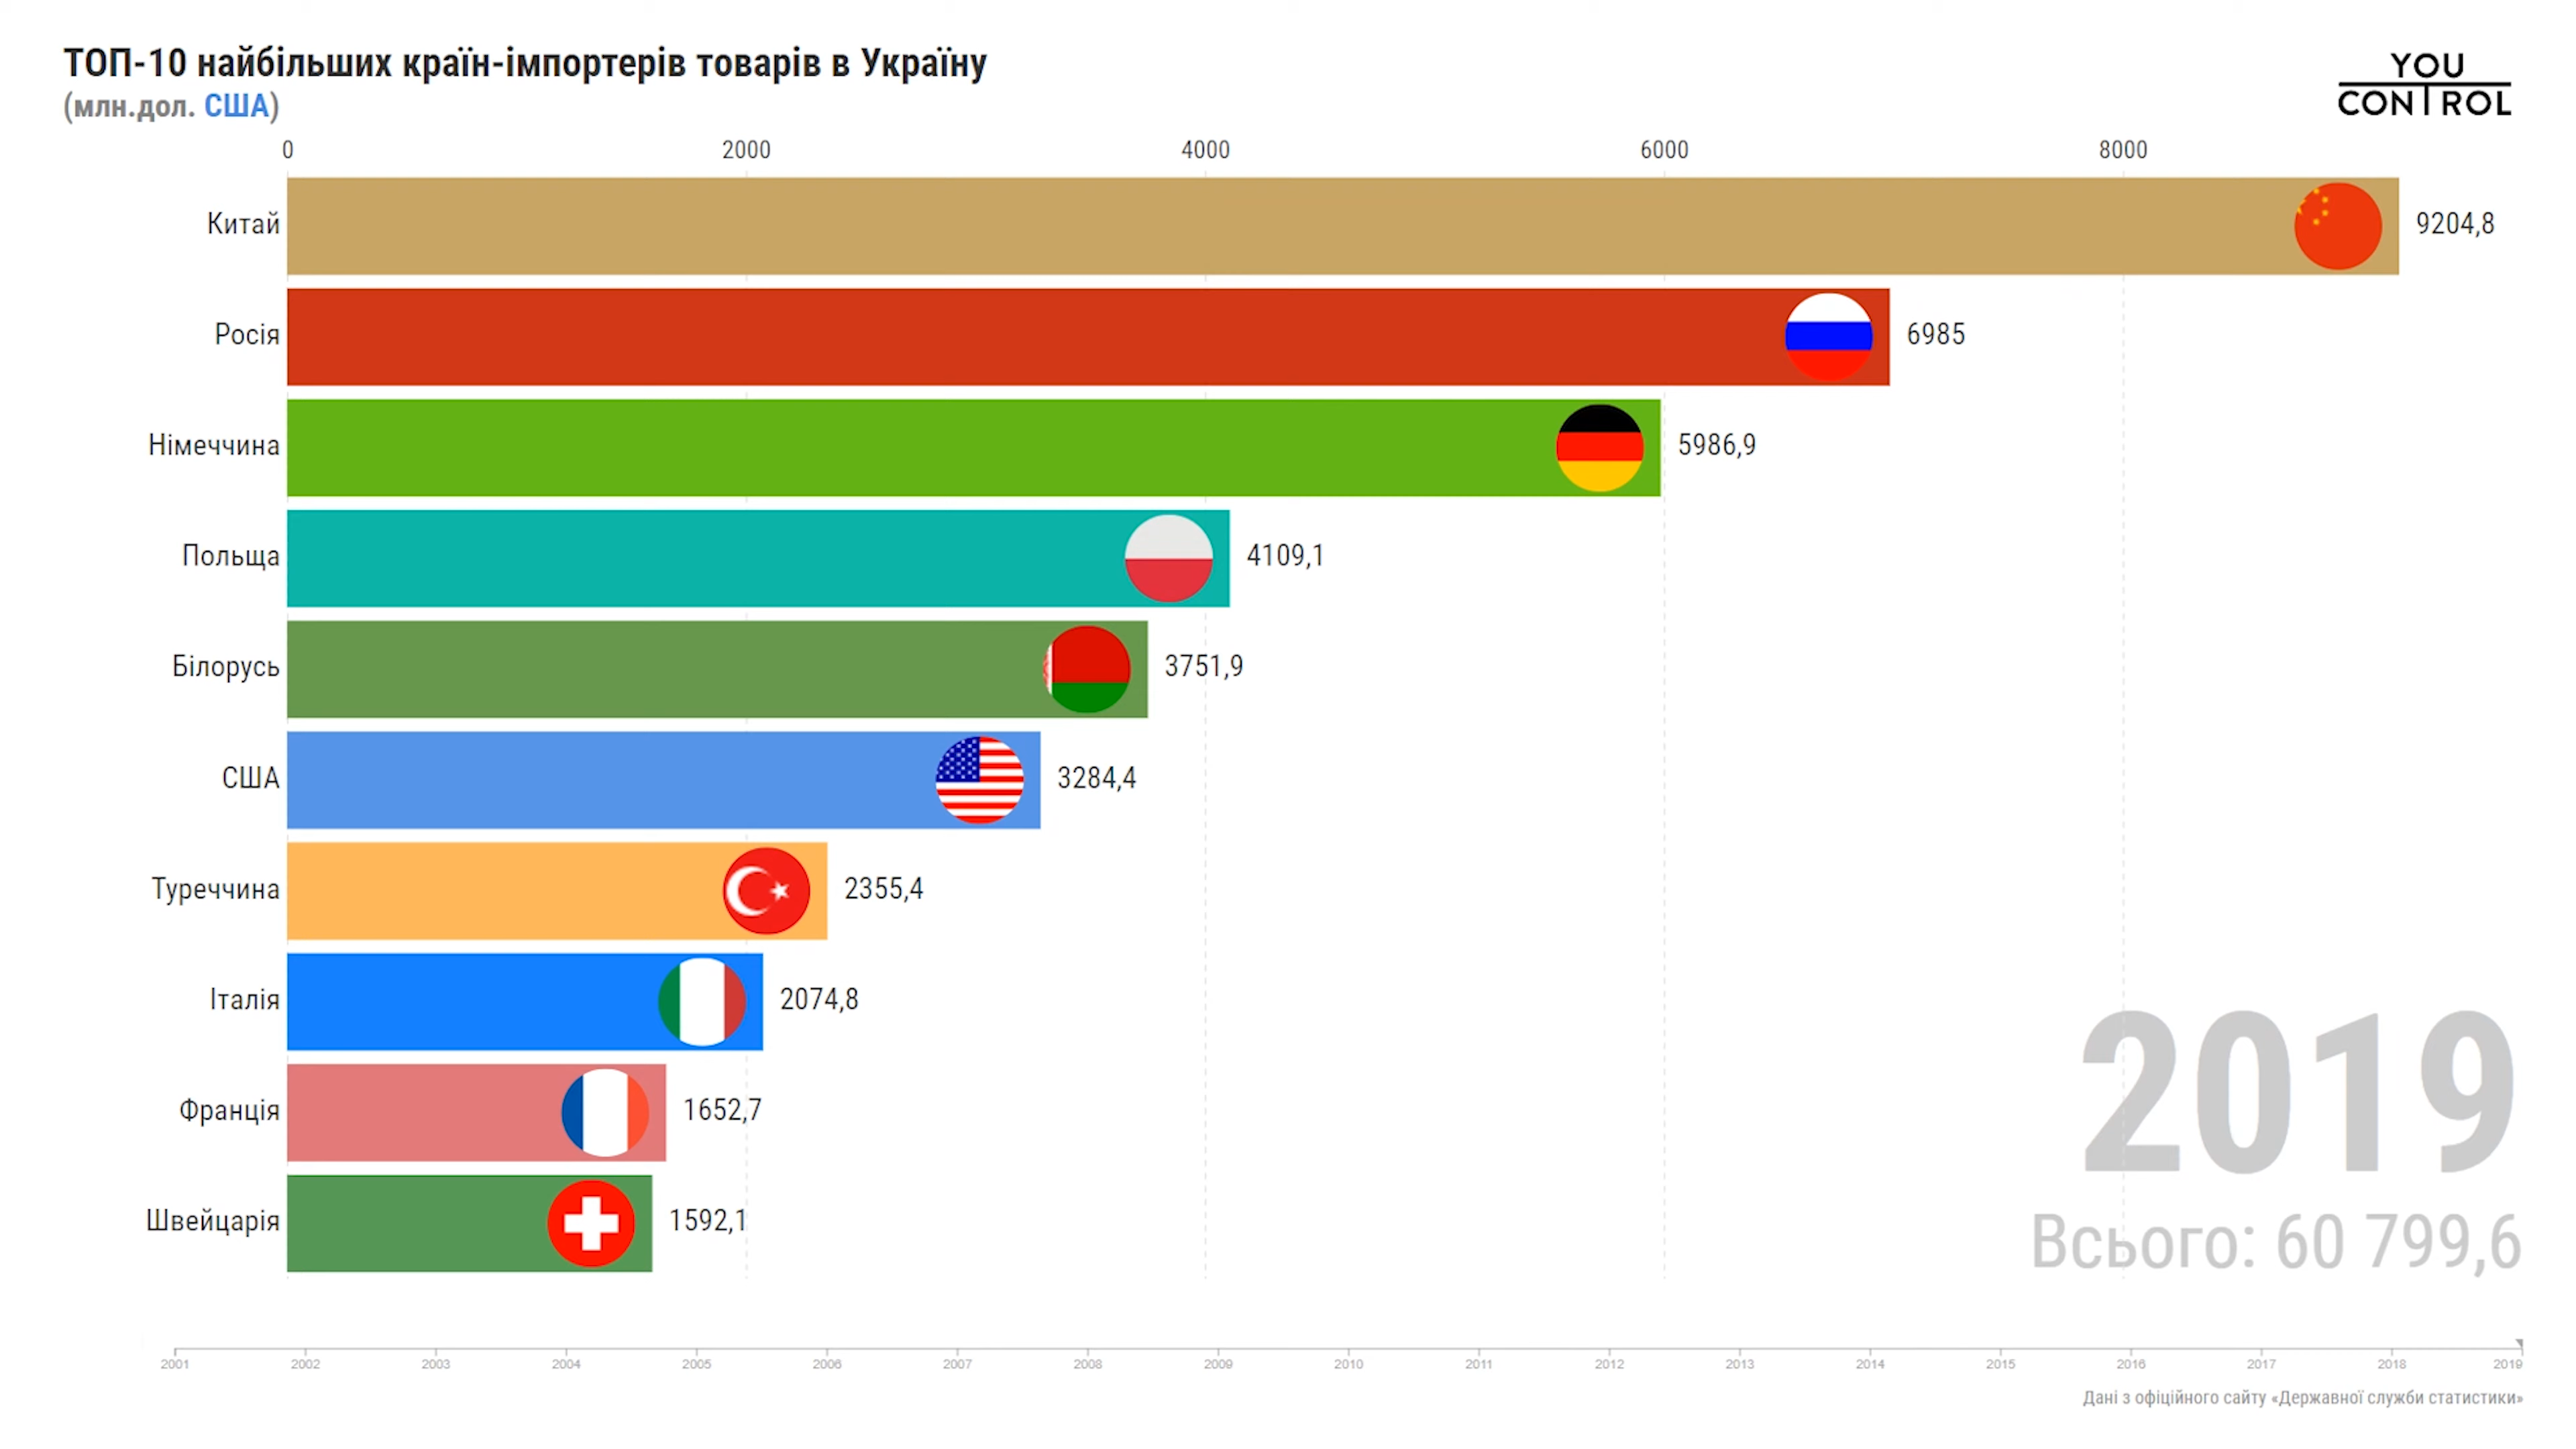 ТОП-10 найбільших країн-імпортерів товарів в Україну
(млн.дол. США)
YOU
CONTROL
0 2000 4000 6000 8000
Китай 9204,8
Росія 6985
Німеччина 5986,9
Польща 4109,1
Білорусь 3751,9
США 3284,4
Туреччина 2355,4
Італія 2074,8
Франція 1652,7
Швейцарія 1592,1
2019
Всього: 60 799,6
2001 2002 2003 2004 2005 2006 2007 2008 2009 2010 2011 2012 2013 2014 2015 2016 2017 2018 2019
Дані з офіційного сайту «Державної служби статистики»